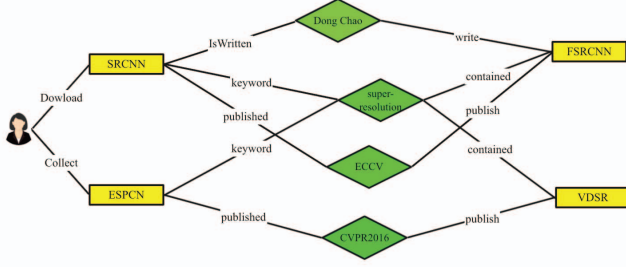 Dong Chao
IsWritten
write
SRCNN
FSRCNN
keyword
contained
Dowload
super-
resolution
published
publish
keyword
contained
Collect
ECCV
ESPCN
VDSR
published
publish
CVPR2016